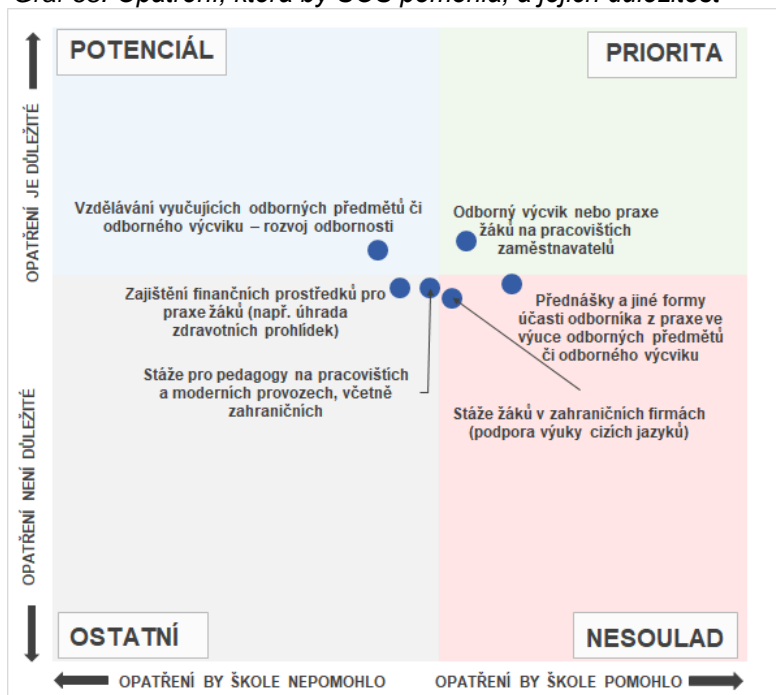 POTENCIÁL
PRIORITA
OPATŘENÍ JE DŮLEŽITÉ
Vzdělávání vyučujících odborných předmětů či
odborného výcviku – rozvoj odbornosti
Odborný výcvik nebo praxe
žáků na pracovištích
zaměstnavatelů
Zajištění finančních prostředků pro
praxe žáků (např. úhrada
zdravotních prohlídek)
Přednášky a jiné formy
účasti odborníka z praxe ve
výuce odborných předmětů
či odborného výcviku
Stáže pro pedagogy na pracovištích
a moderních provozech, včetně
zahraničních
Stáže žáků v zahraničních firmách
(podpora výuky cizích jazyků)
OPATŘENÍ NENÍ DŮLEŽITÉ
OSTATNÍ
NESOULAD
OPATŘENÍ BY ŠKOLE NEPOMOHLO
OPATŘENÍ BY ŠKOLE POMOHLO